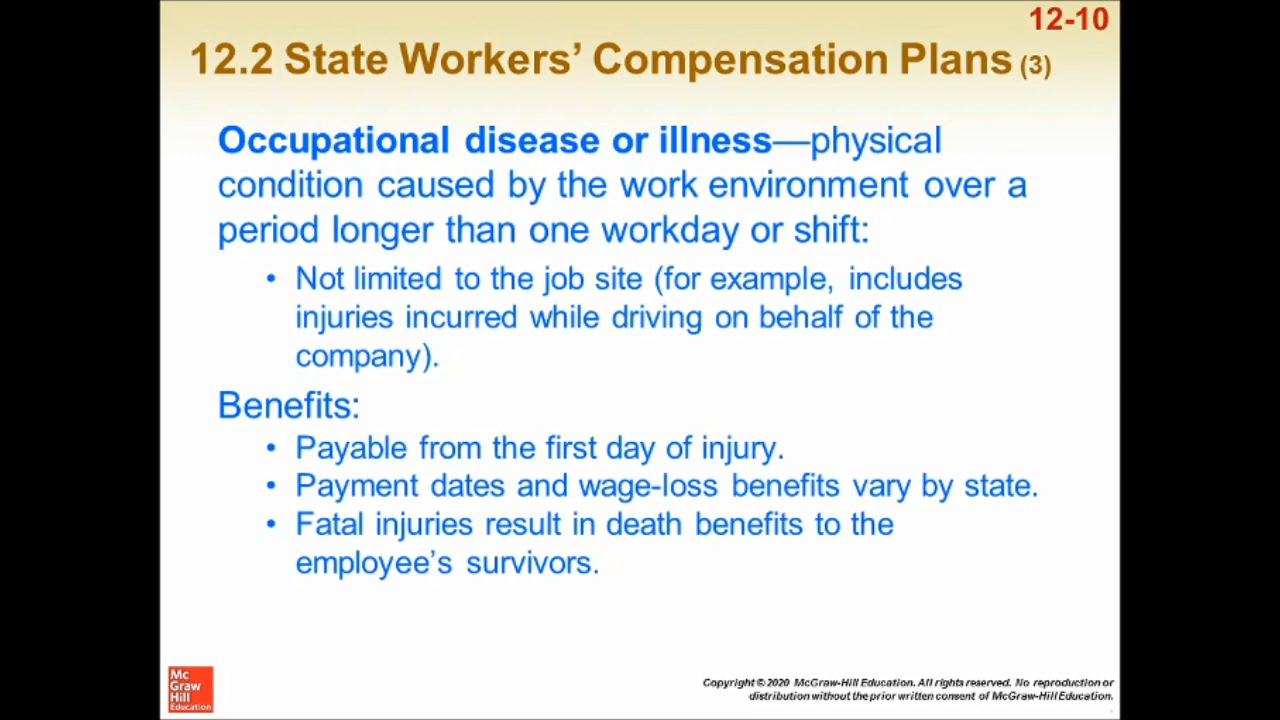 12-10
12.2 State Workers’ Compensation Plans (3)
Occupational disease or illness—physical
condition caused by the work environment over a
period longer than one workday or shift:
• Not limited to the job site (for example, includes
injuries incurred while driving on behalf of the
company).
Benefits:
• Payable from the first day of injury.
• Payment dates and wage-loss benefits vary by state.
• Fatal injuries result in death benefits to the
employee’s survivors.
Mc
Graw
Hill
Education
Copyright © 2020 McGraw-Hill Education. All rights reserved. No reproduction or
distribution without the prior written consent of McGraw-Hill Education.